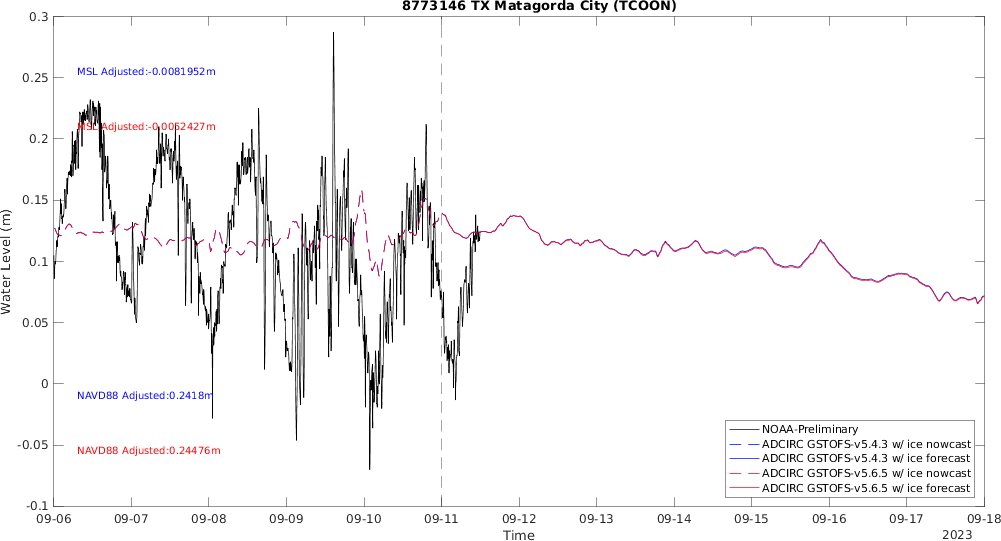 8773146 TX Matagorda City (TCOON)
0.3
0.25
0.2
0.15
0.1
0.05
0
-0.05
-0.1
Water Level (m)
MSL Adjusted:-0.0081952m
MSL Adjusted:-0.0052427m
NAVD88 Adjusted:0.2418m
NAVD88 Adjusted:0.24476m
NOAA-Preliminary
ADCIRC GSTOFS-v5.4.3 w/ ice nowcast
ADCIRC GSTOFS-v5.4.3 w/ ice forecast
ADCIRC GSTOFS-v5.6.5 w/ ice nowcast
ADCIRC GSTOFS-v5.6.5 w/ ice forecast
09-06 09-07 09-08 09-09 09-10 09-11 09-12 09-13 09-14 09-15 09-16 09-17 09-18
Time
2023